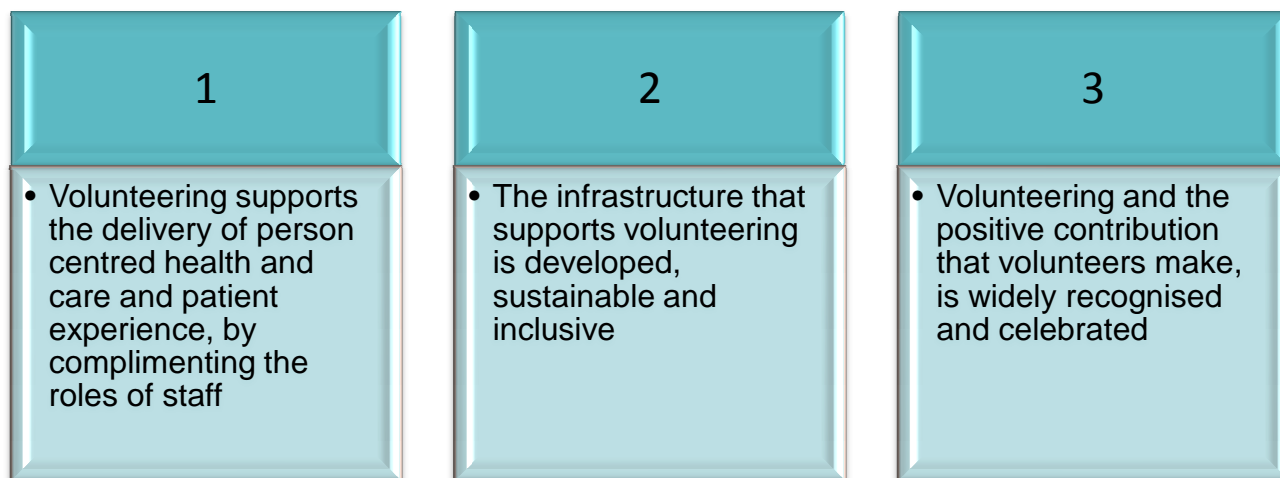 1
• Volunteering supports
the delivery of person
centred health and
care and patient
experience, by
complimenting the
roles of staff
2
• The infrastructure that
supports volunteering
is developed,
sustainable and
inclusive
3
• Volunteering and the
positive contribution
that volunteers make,
is widely recognised
and celebrated